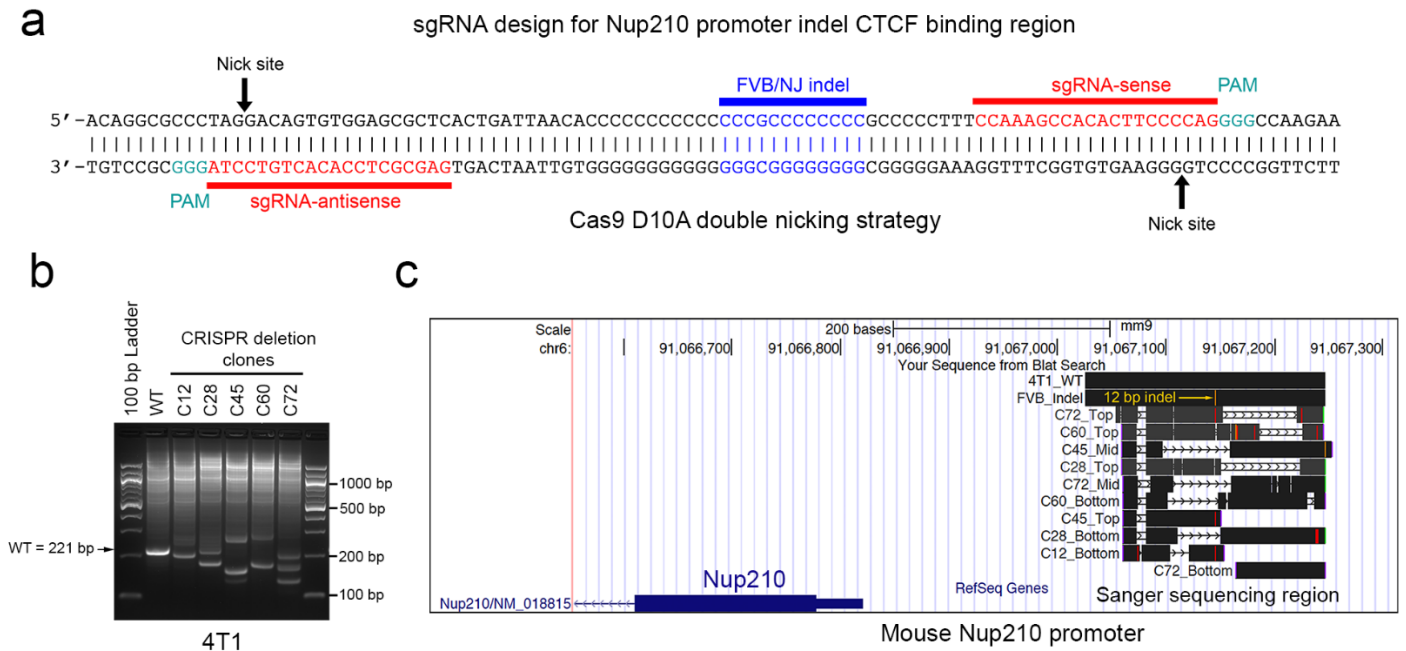 a
sgRNA design for Nup210 promoter indel CTCF binding region
Nick site
FVB/NJ indel
sgRNA-sense
PAM
5'-ACAGGCGCCCTAGGACAGTGTGGAGCGCTCACTGATTAACACCCCCCCCCCCCCCCGCCCCCCCCGCCCCCTTTCCAAAGCCACACTTCCCCAGGGGCCAAGAA
3'-TGTCCGCGGGATCCTGTCACACCTCGCGAGTGACTAATTGTGGGGGGGGGGGGGGGCGGGGGGGGCGGGGGAAAGGTTTCGGTGTGAAGGGGTCCCCGGTTCTT
PAM
sgRNA-antisense
Cas9 D10A double nicking strategy
Nick site
b
100 bp Ladder
WT
CRISPR deletion
clones
C12
C28
C45
C60
C72
1000 bp
500 bp
WT = 221 bp
200 bp
100 bp
4T1
c
Scale
200 bases
mm9
chr6:
91,066,700
91,066,800
91,066,900
91,067,000
91,067,100
91,067,200
91,067,300
Your Sequence from Blat Search
4T1_WT
FVB_Indel
12 bp indel
C72_Top
C60_Top
C45_Mid
C28_Top
C72_Mid
C60_Bottom
C45_Top
C28_Bottom
C12_Bottom
C72_Bottom
Nup210
RefSeq Genes
Sanger sequencing region
Nup210/NM_018815
Mouse Nup210 promoter